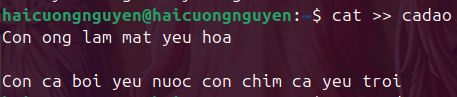 haicuongnguyen@haicuongnguyen:~$ cat >> cadao
Con ong lam mat yeu hoa
Con ca boi yeu nuoc con chim ca yeu troi